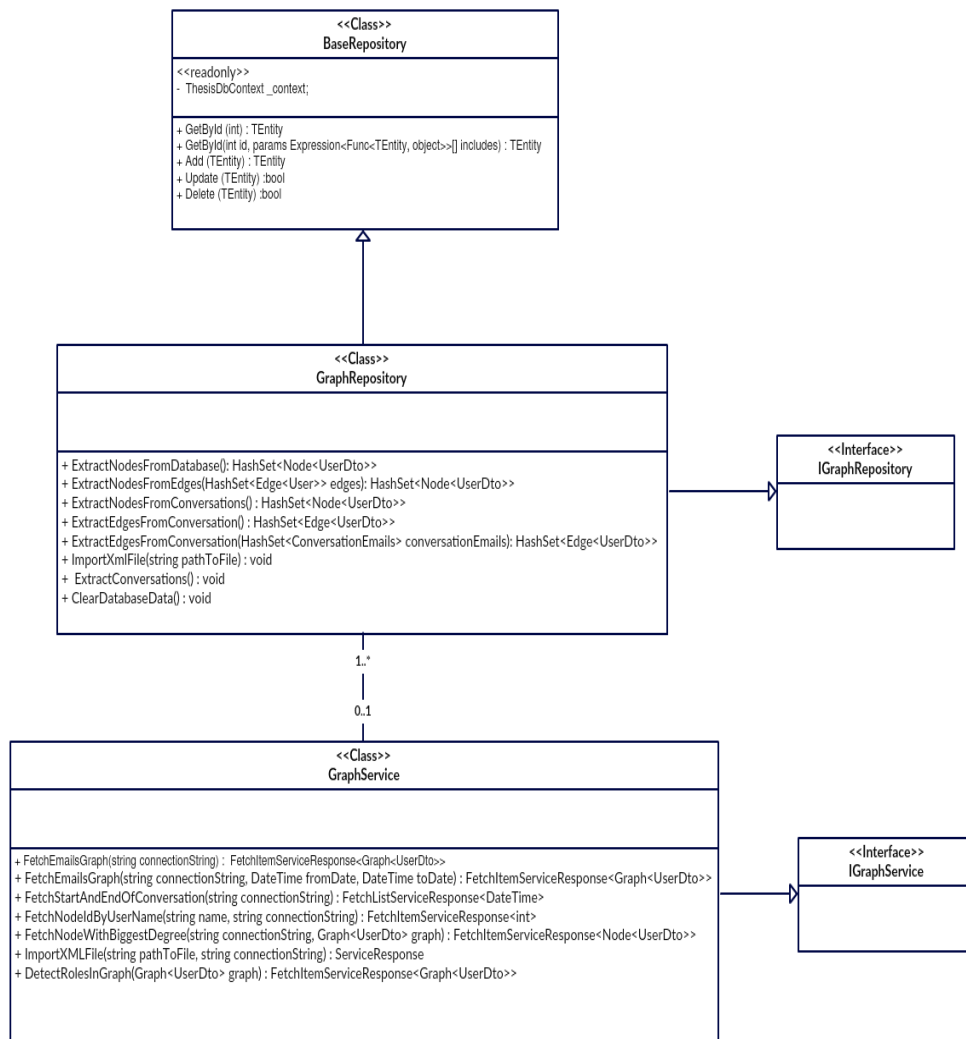 <<Class>>
BaseRepository
<<readonly>>
- ThesisDbContext _context;
+ GetById (int) : TEntity
+ GetById(int id, params Expression<Func<TEntity, object>>[] includes) : TEntity
+ Add (TEntity) : TEntity
+ Update (TEntity) :bool
+ Delete (TEntity) :bool
<<Class>>
GraphRepository
+ ExtractNodesFromDatabase(): HashSet<Node<UserDto>>
+ ExtractNodesFromEdges(HashSet<Edge<User>> edges): HashSet<Node<UserDto>>
+ ExtractNodesFromConversations() : HashSet<Node<UserDto>>
+ ExtractEdgesFromConversation() : HashSet<Edge<UserDto>>
+ ExtractEdgesFromConversation(HashSet<ConversationEmails> conversationEmails): HashSet<Edge<UserDto>>
+ ImportXmlFile(string pathToFile) : void
+ ExtractConversations() : void
+ ClearDatabaseData() : void
<<Interface>>
IGraphRepository
1..*
0..1
<<Class>>
GraphService
+ FetchEmailsGraph(string connectionString) : FetchItemServiceResponse<Graph<UserDto>>
+ FetchEmailsGraph(string connectionString, DateTime fromDate, DateTime toDate) : FetchItemServiceResponse<Graph<UserDto>>
+ FetchStartAndEndOfConversation(string connectionString) : FetchListServiceResponse<DateTime>
+ FetchNodeIdByUserName(string name, string connectionString) : FetchItemServiceResponse<int>
+ FetchNodeWithBiggestDegree(string connectionString, Graph<UserDto> graph) : FetchItemServiceResponse<Node<UserDto>>
+ ImportXMLFile(string pathToFile, string connectionString) : ServiceResponse
+ DetectRolesInGraph(Graph<UserDto> graph) : FetchItemServiceResponse<Graph<UserDto>>
<<Interface>>
IGraphService